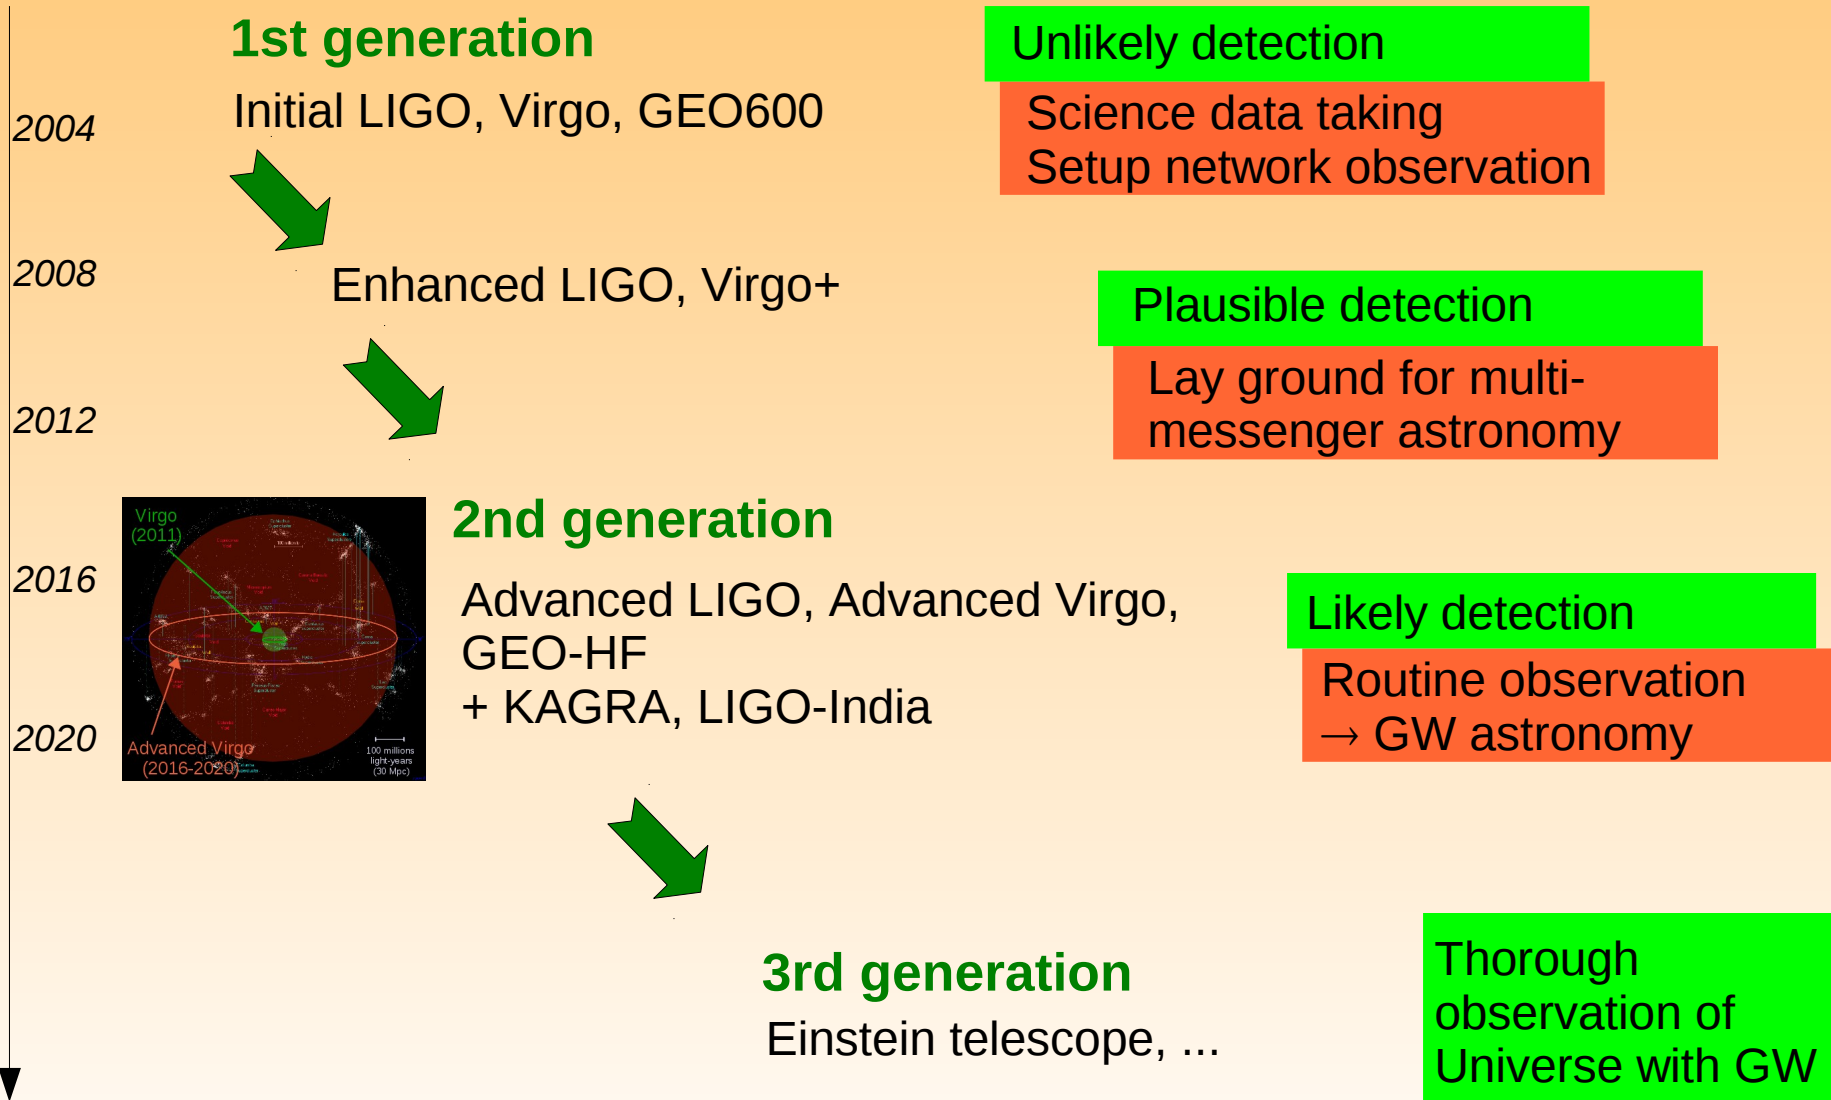 1st generation
Unlikely detection
Initial LIGO, Virgo, GEO600
Science data taking
Setup network observation
2004
2008
Enhanced LIGO, Virgo+
Plausible detection
Lay ground for multi-
messenger astronomy
2012
Virgo
(2011)
2nd generation
2016
Advanced LIGO, Advanced Virgo,
GEO-HF
+ KAGRA, LIGO-India
Likely detection
Routine observation
→ GW astronomy
2020
Advanced Virgo
(2016-2020)
100 millions
light-years
(30 Mpc)
3rd generation
Einstein telescope, ...
Thorough
observation of
Universe with GW